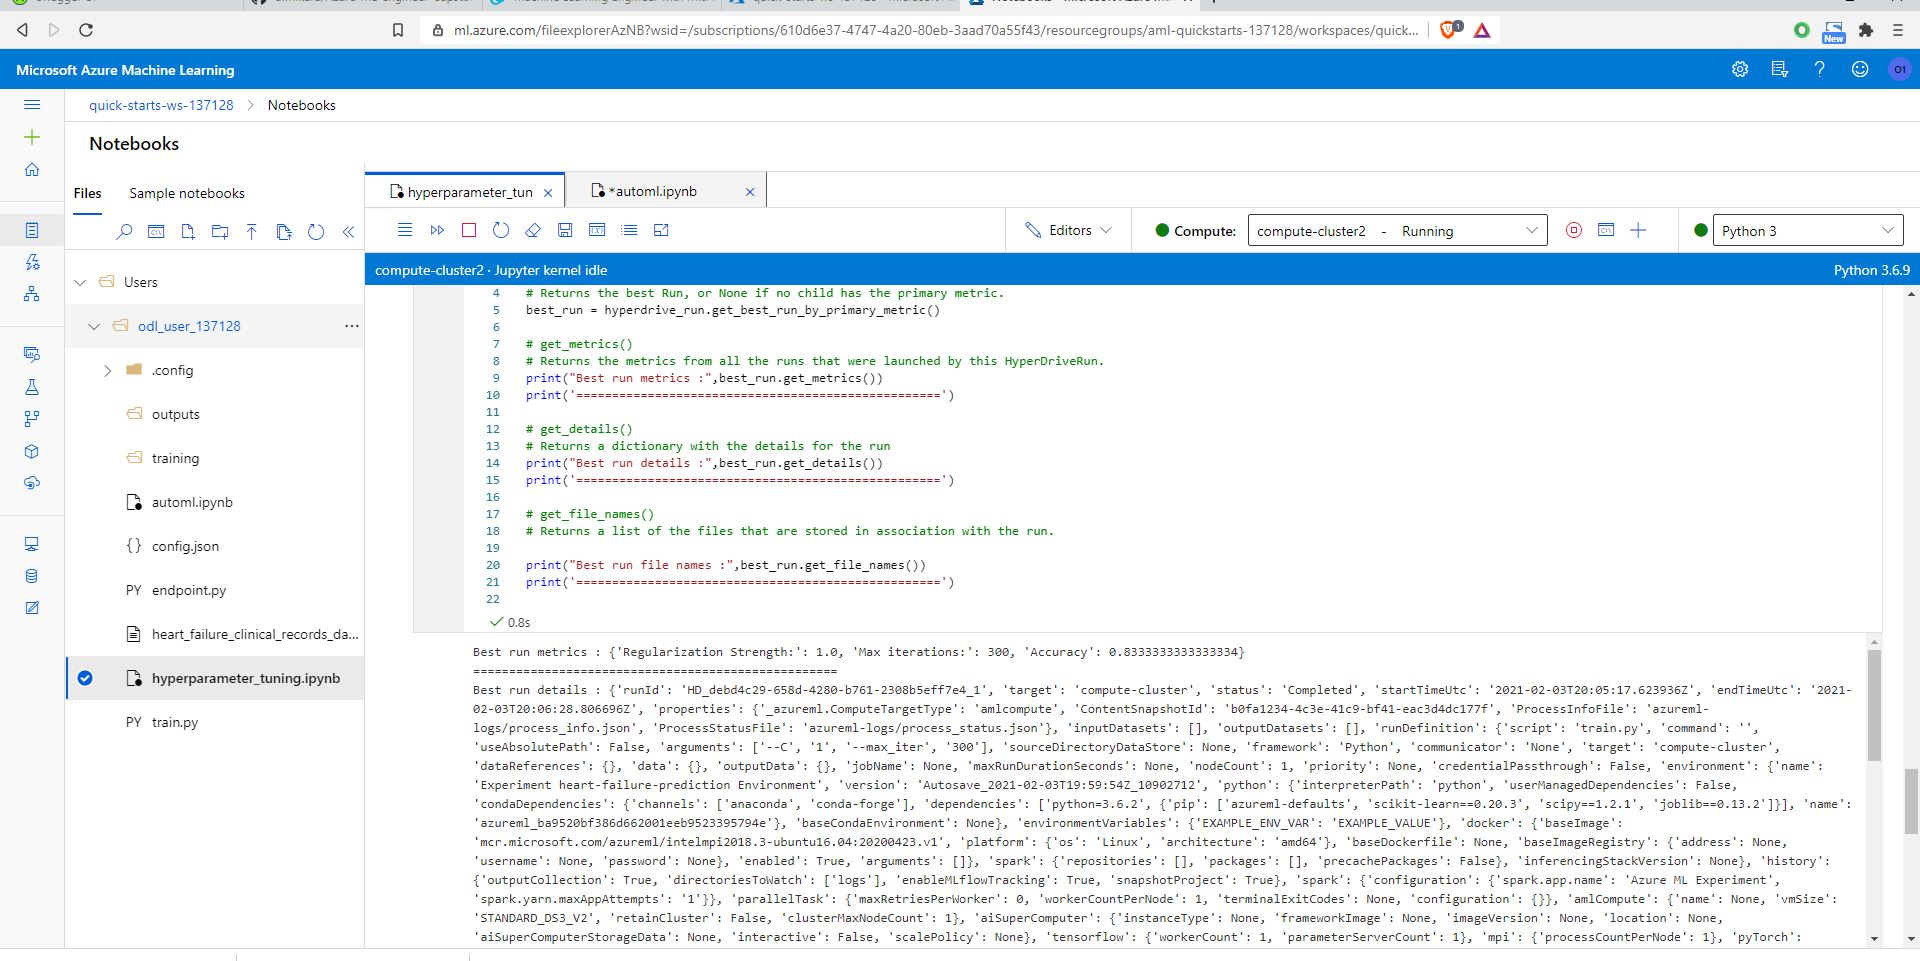 ml.azure.com/fileexplorerAzNB?wsid=/subscriptions/610d6e37-4747-4a20-80eb-3aad70a55f43/resourcegroups/aml-quickstarts-137128/workspaces/quick...
1
New
Microsoft Azure Machine Learning
?
O1
quick-starts-ws-137128 > Notebooks
Notebooks
Files
Sample notebooks
hyperparameter_tun ×
*automl.ipynb ×
Editors
Compute:
compute-cluster2 - Running
Python 3
compute-cluster2 · Jupyter kernel idle
Python 3.6.9
Users
odl_user_137128 ...
.config
outputs
training
automl.ipynb
{} config.json
PY endpoint.py
heart_failure_clinical_records_da...
hyperparameter_tuning.ipynb
PY train.py
4 # Returns the best Run, or None if no child has the primary metric.
5 best_run = hyperdrive_run.get_best_run_by_primary_metric()
6
7 # get_metrics()
8 # Returns the metrics from all the runs that were launched by this HyperDriveRun.
9 print("Best run metrics :",best_run.get_metrics())
10 print('===================================================')
11
12 # get_details()
13 # Returns a dictionary with the details for the run
14 print("Best run details :",best_run.get_details())
15 print('===================================================')
16
17 # get_file_names()
18 # Returns a list of the files that are stored in association with the run.
19
20 print("Best run file names :",best_run.get_file_names())
21 print('===================================================')
22
0.8s
Best run metrics : {'Regularization Strength:': 1.0, 'Max iterations:': 300, 'Accuracy': 0.8333333333333334}
===================================================
Best run details : {'runId': 'HD_debd4c29-658d-4280-b761-2308b5eff7e4_1', 'target': 'compute-cluster', 'status': 'Completed', 'startTimeUtc': '2021-02-03T20:05:17.623936Z', 'endTimeUtc': '2021-
02-03T20:06:28.806696Z', 'properties': {'_azureml.ComputeTargetType': 'amlcompute', 'ContentSnapshotId': 'b0fa1234-4c3e-41c9-bf41-eac3d4dc177f', 'ProcessInfoFile': 'azureml-
logs/process_info.json', 'ProcessStatusFile': 'azureml-logs/process_status.json'}, 'inputDatasets': [], 'outputDatasets': [], 'runDefinition': {'script': 'train.py', 'command': '',
'useAbsolutePath': False, 'arguments': ['--C', '1', '--max_iter', '300'], 'sourceDirectoryDataStore': None, 'framework': 'Python', 'communicator': 'None', 'target': 'compute-cluster',
'dataReferences': {}, 'data': {}, 'outputData': {}, 'jobName': None, 'maxRunDurationSeconds': None, 'nodeCount': 1, 'priority': None, 'credentialPassthrough': False, 'environment': {'name':
'Experiment heart-failure-prediction Environment', 'version': 'Autosave_2021-02-03T19:59:54Z_10902712', 'python': {'interpreterPath': 'python', 'userManagedDependencies': False,
'condaDependencies': {'channels': ['anaconda', 'conda-forge'], 'dependencies': ['python=3.6.2', {'pip': ['azureml-defaults', 'scikit-learn==0.20.3', 'scipy==1.2.1', 'joblib==0.13.2']}], 'name':
'azureml_ba9520bf386d662001eeb9523395794e'}, 'baseCondaEnvironment': None}, 'environmentVariables': {'EXAMPLE_ENV_VAR': 'EXAMPLE_VALUE'}, 'docker': {'baseImage':
'mcr.microsoft.com/azureml/intelmpi2018.3-ubuntu16.04:20200423.v1', 'platform': {'os': 'Linux', 'architecture': 'amd64'}, 'baseDockerfile': None, 'baseImageRegistry': {'address': None,
'username': None, 'password': None}, 'enabled': True, 'arguments': []}, 'spark': {'repositories': [], 'packages': [], 'precachePackages': False}, 'inferencingStackVersion': None}, 'history':
{'outputCollection': True, 'directoriesToWatch': ['logs'], 'enableMLflowTracking': True, 'snapshotProject': True}, 'spark': {'configuration': {'spark.app.name': 'Azure ML Experiment',
'spark.yarn.maxAppAttempts': '1'}}, 'parallelTask': {'maxRetriesPerWorker': 0, 'workerCountPerNode': 1, 'terminalExitCodes': None, 'configuration': {}}, 'amlCompute': {'name': None, 'vmSize':
'STANDARD_DS3_V2', 'retainCluster': False, 'clusterMaxNodeCount': 1}, 'aiSuperComputer': {'instanceType': None, 'frameworkImage': None, 'imageVersion': None, 'location': None,
'aiSuperComputerStorageData': None, 'interactive': False, 'scalePolicy': None}, 'tensorflow': {'workerCount': 1, 'parameterServerCount': 1}, 'mpi': {'processCountPerNode': 1}, 'pyTorch':